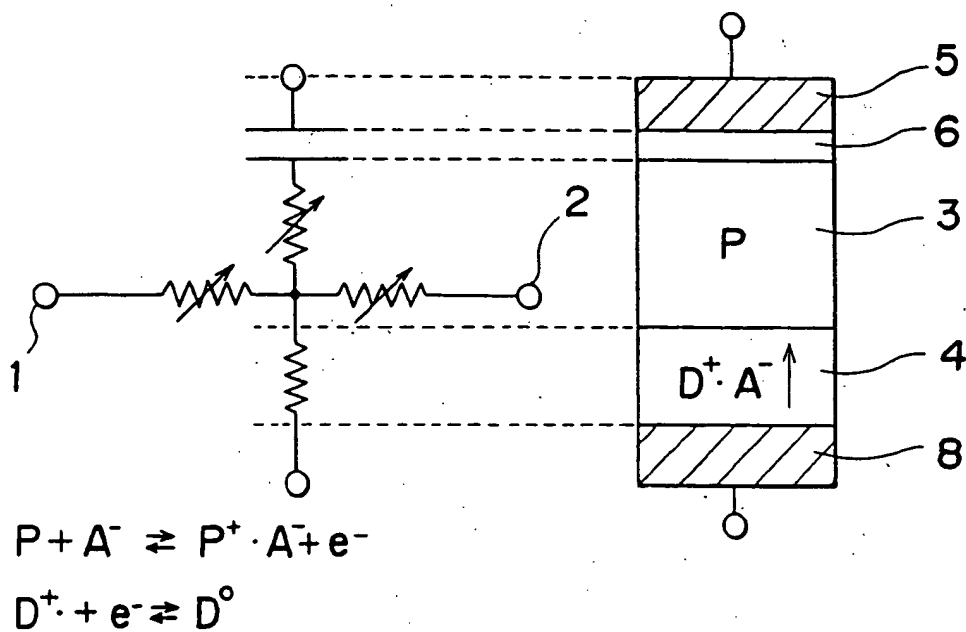 5
6
2
3
P
1
4
D⁺·A⁻
8
P + A⁻ ⇌ P⁺·A⁻ + e⁻
D⁺· + e⁻ ⇌ D⁰